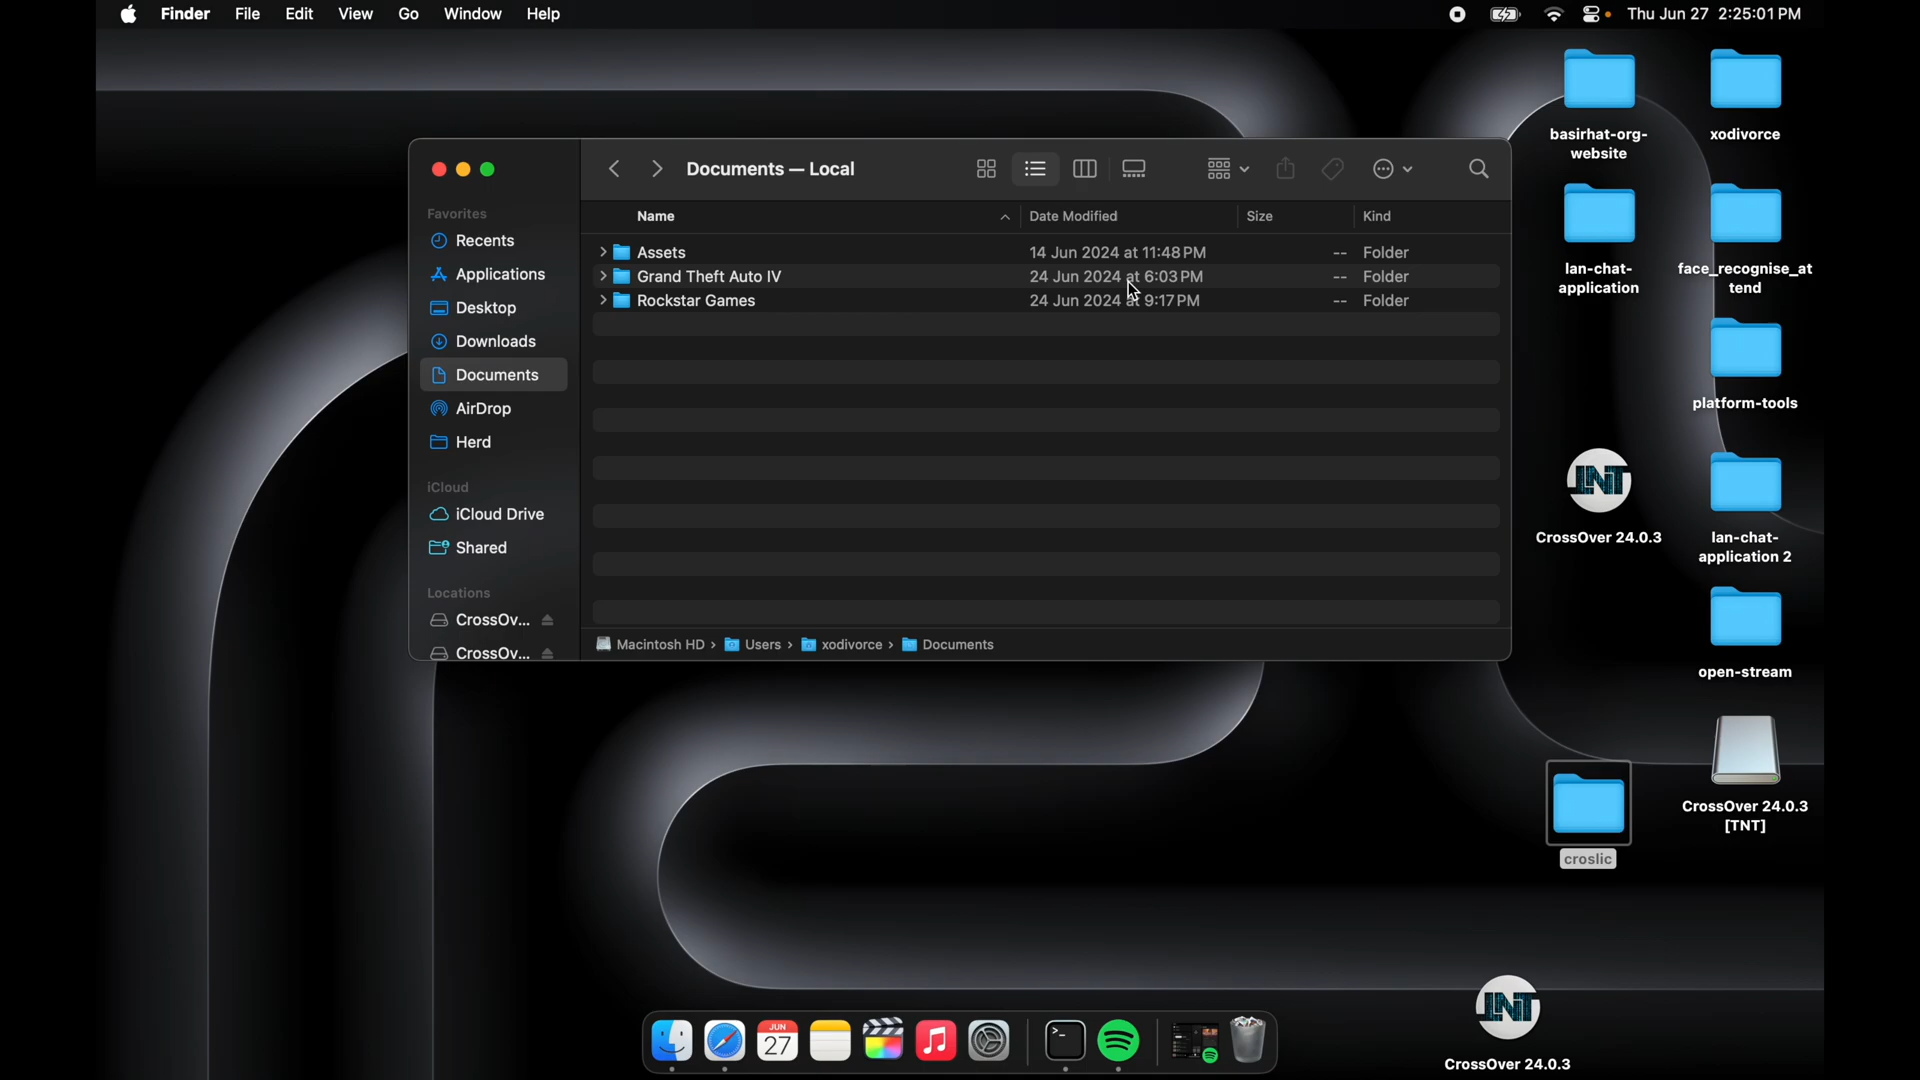 Finder File Edit View Go Window Help Thu Jun 27 2:25:01 PM
Documents — Local
Favorites
Recents
Applications
Desktop
Downloads
Documents
AirDrop
Herd
iCloud
iCloud Drive
Shared
Locations
CrossOv...
CrossOv...
Name Date Modified Size Kind
Assets 14 Jun 2024 at 11:48 PM -- Folder
Grand Theft Auto IV 24 Jun 2024 at 6:03 PM -- Folder
Rockstar Games 24 Jun 2024 at 9:17 PM -- Folder
Macintosh HD › Users › xodivorce › Documents
basirhat-org-
website
xodivorce
lan-chat-
application
face_recognise_at
tend
platform-tools
TNT
CrossOver 24.0.3
lan-chat-
application 2
open-stream
CrossOver 24.0.3
[TNT]
croslic
TNT
CrossOver 24.0.3
JUN
27